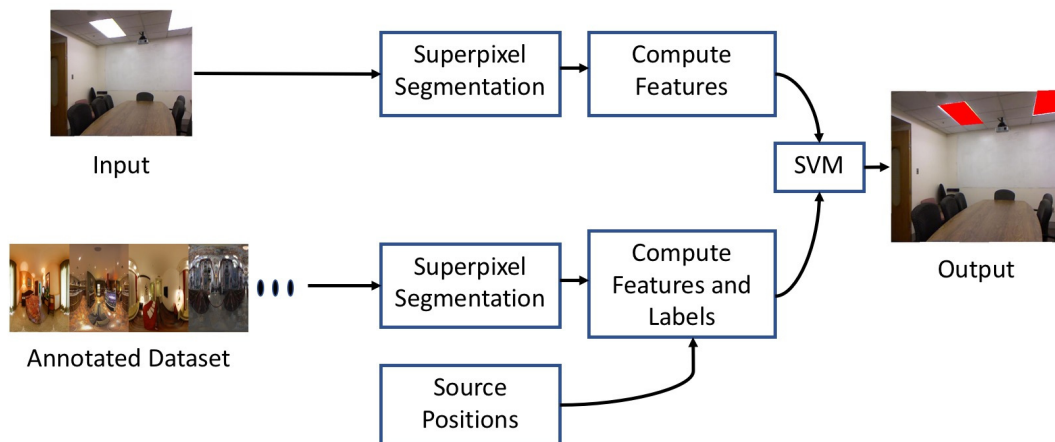 Superpixel
Segmentation
Compute
Features
Input
SVM
Output
Superpixel
Segmentation
Compute
Features and
Labels
Annotated Dataset
Source
Positions